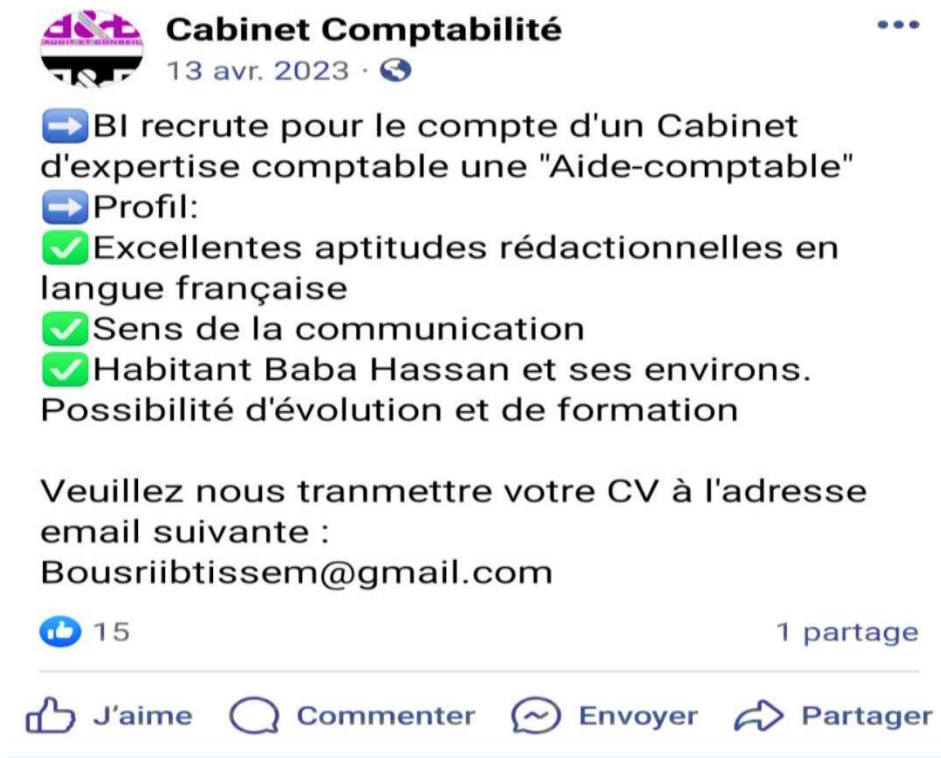 d&t
AUDIT ET CONSEIL
Cabinet Comptabilité
13 avr. 2023 ·
BI recrute pour le compte d'un Cabinet
d'expertise comptable une "Aide-comptable"
Profil:
Excellentes aptitudes rédactionnelles en
langue française
Sens de la communication
Habitant Baba Hassan et ses environs.
Possibilité d'évolution et de formation
Veuillez nous tranmettre votre CV à l'adresse
email suivante :
Bousriibtissem@gmail.com
15
1 partage
J'aime Commenter Envoyer Partager